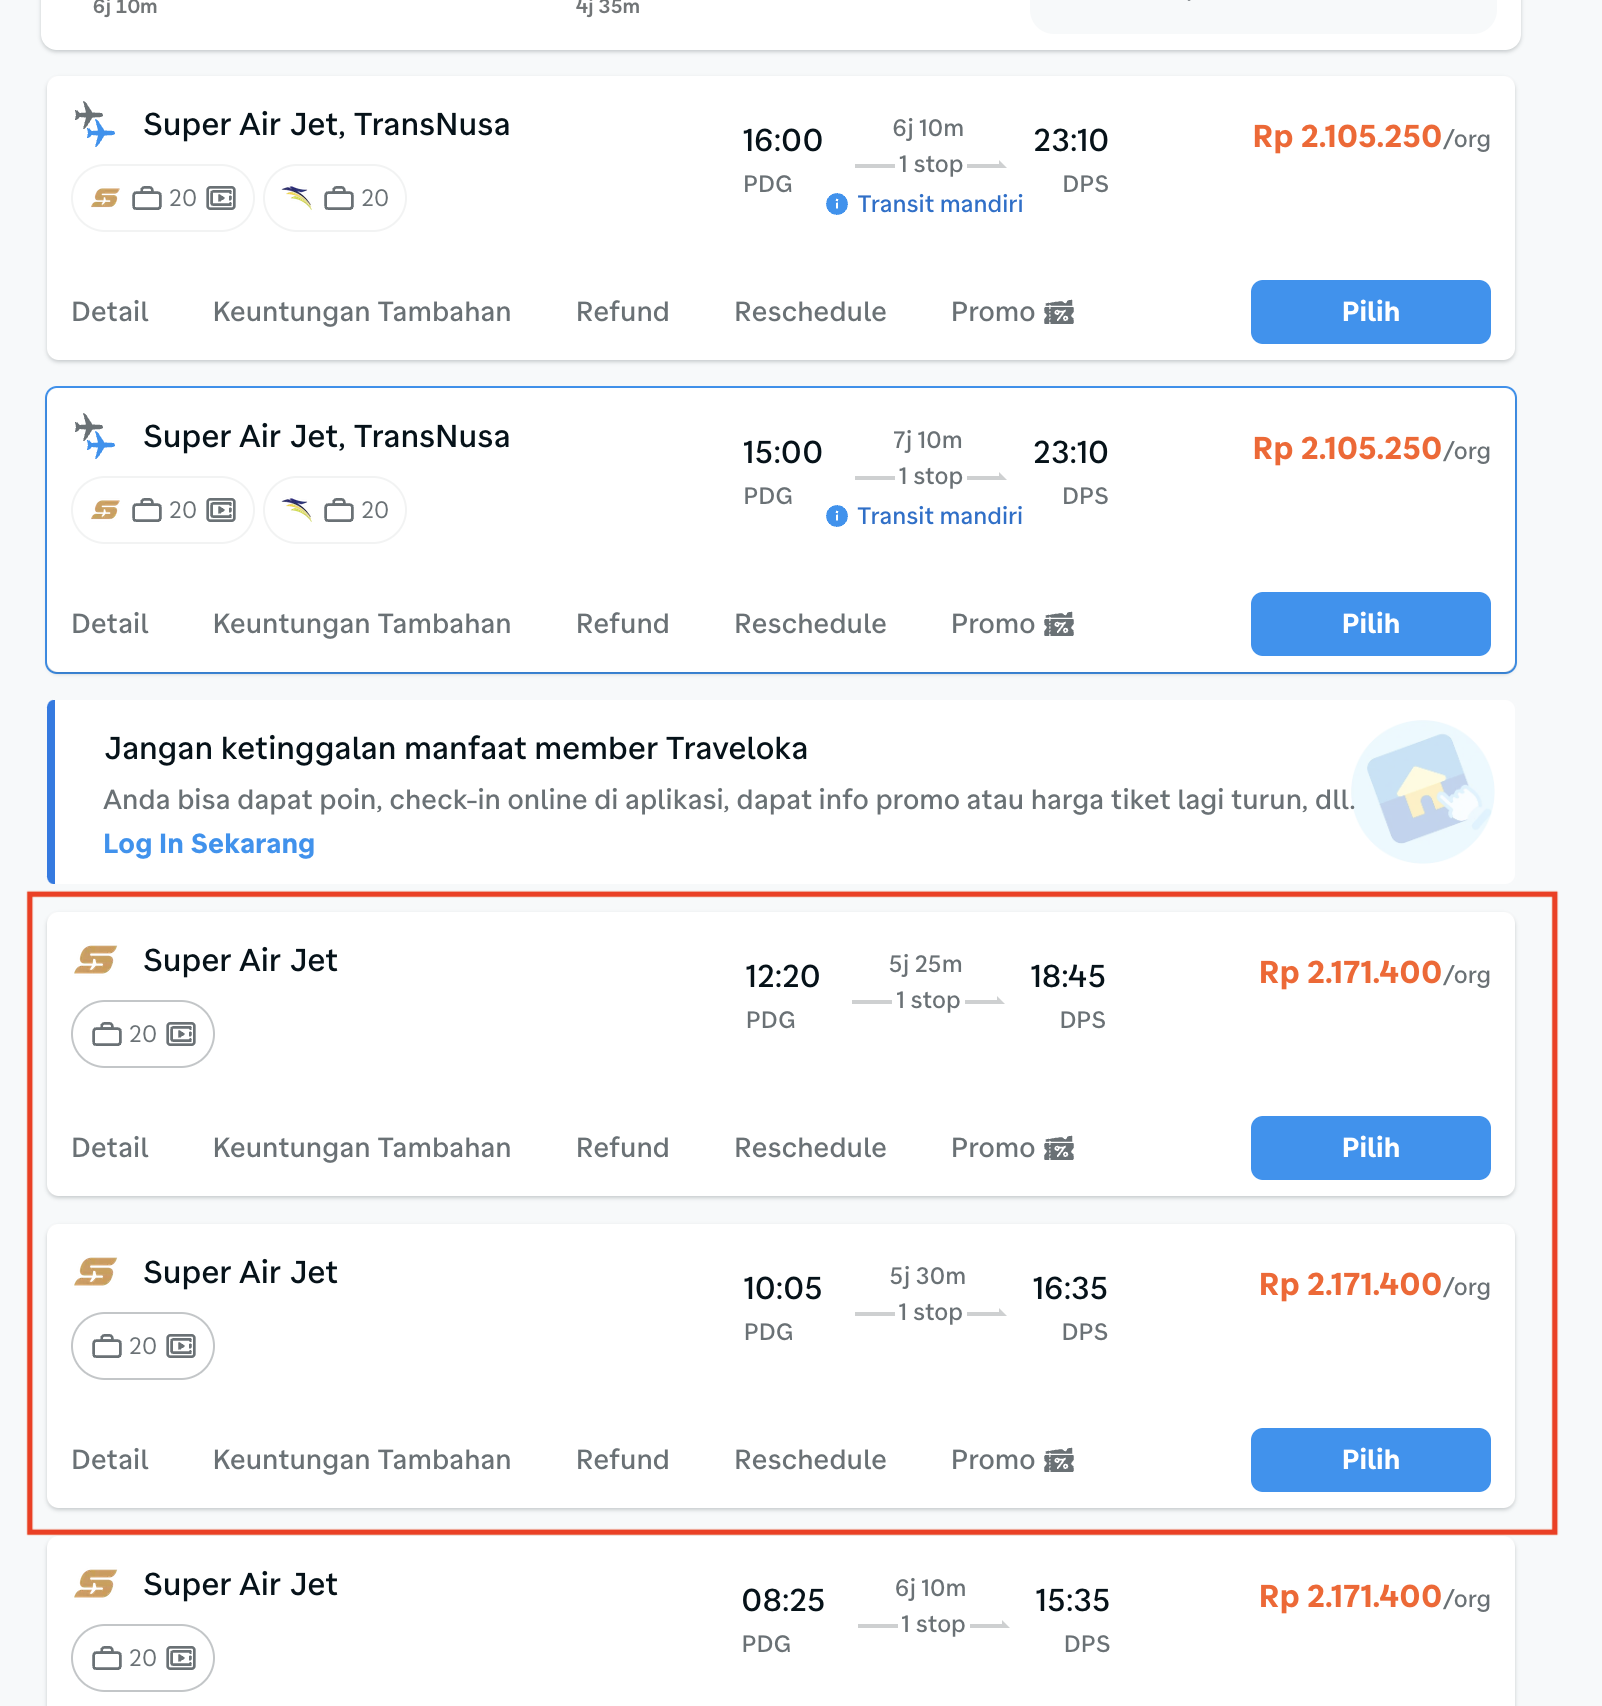 6j 10m 4j 35m
Super Air Jet, TransNusa
16:00 6j 10m 23:10 Rp 2.105.250/org
1 stop
PDG DPS
20 20 Transit mandiri
Detail Keuntungan Tambahan Refund Reschedule Promo % Pilih
Super Air Jet, TransNusa
15:00 7j 10m 23:10 Rp 2.105.250/org
1 stop
PDG DPS
20 20 Transit mandiri
Detail Keuntungan Tambahan Refund Reschedule Promo % Pilih
Jangan ketinggalan manfaat member Traveloka
Anda bisa dapat poin, check-in online di aplikasi, dapat info promo atau harga tiket lagi turun, dll.
Log In Sekarang
Super Air Jet
12:20 5j 25m 18:45 Rp 2.171.400/org
1 stop
PDG DPS
20
Detail Keuntungan Tambahan Refund Reschedule Promo % Pilih
Super Air Jet
10:05 5j 30m 16:35 Rp 2.171.400/org
1 stop
PDG DPS
20
Detail Keuntungan Tambahan Refund Reschedule Promo % Pilih
Super Air Jet
08:25 6j 10m 15:35 Rp 2.171.400/org
1 stop
PDG DPS
20